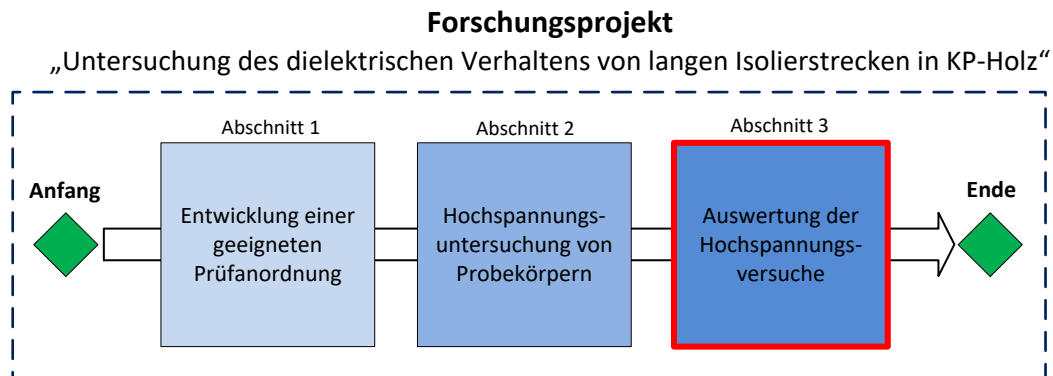 Forschungsprojekt
„Untersuchung des dielektrischen Verhaltens von langen Isolierstrecken in KP-Holz“
Abschnitt 1
Abschnitt 2
Abschnitt 3
Anfang
Entwicklung einer
geeigneten
Prüfanordnung
Hochspannungs-
untersuchung von
Probekörpern
Auswertung der
Hochspannungs-
versuche
Ende